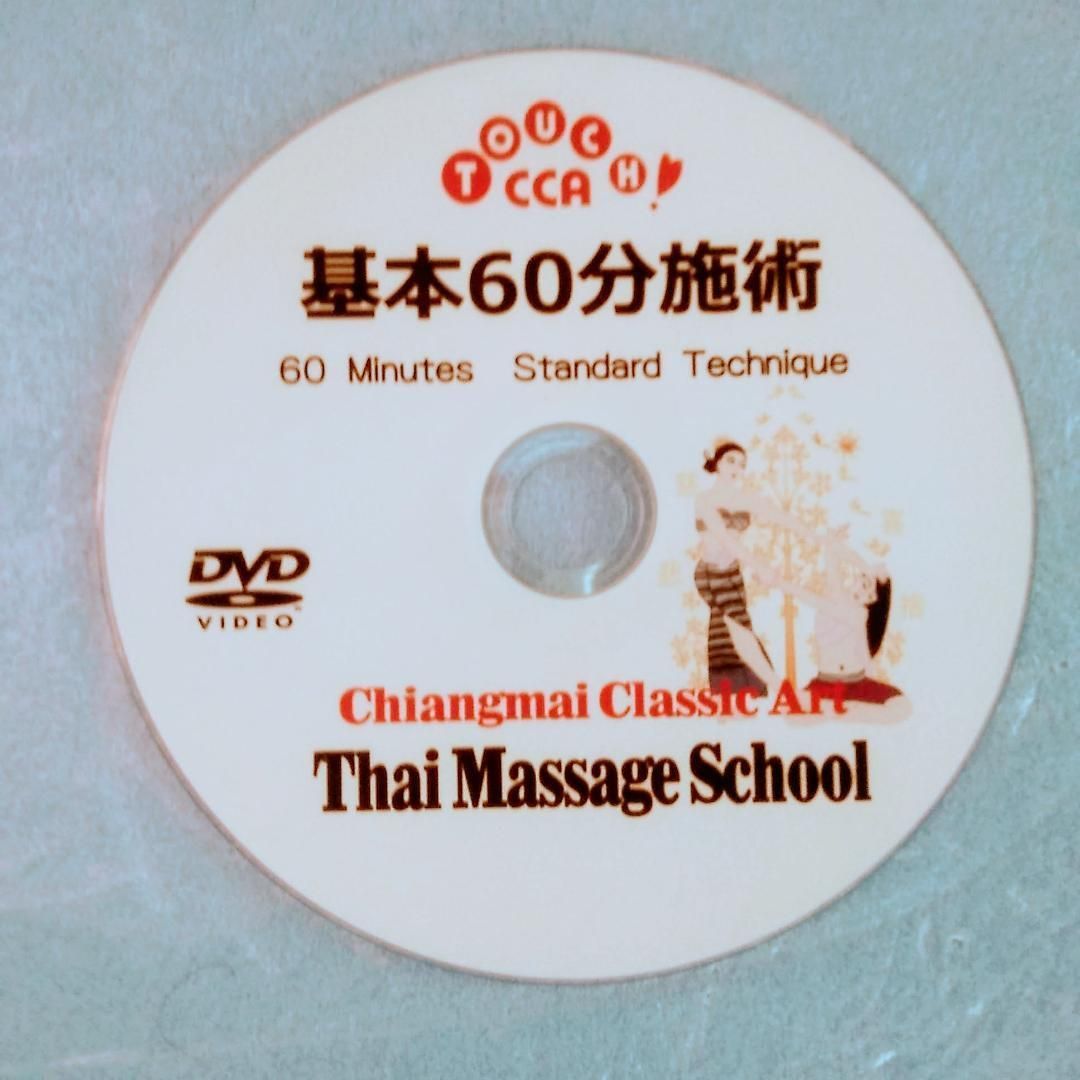 TOUCH!
CCA
基本60分施術
60 Minutes Standard Technique
DVD
VIDEO
Chiangmai Classic Art
Thai Massage School